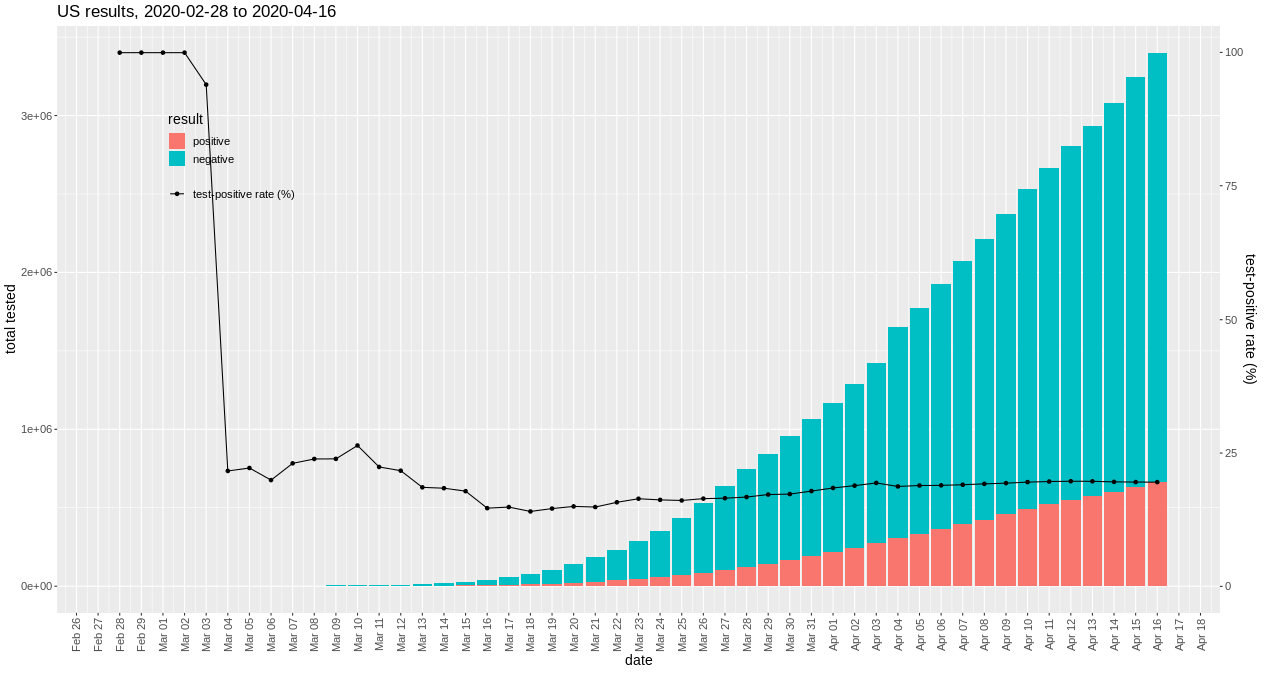 US results, 2020-02-28 to 2020-04-16
total tested
3e+06
2e+06
1e+06
0e+00
result
positive
negative
test-positive rate (%)
100
75
50
25
0
test-positive rate (%)
Feb 26
Feb 27
Feb 28
Feb 29
Mar 01
Mar 02
Mar 03
Mar 04
Mar 05
Mar 06
Mar 07
Mar 08
Mar 09
Mar 10
Mar 11
Mar 12
Mar 13
Mar 14
Mar 15
Mar 16
Mar 17
Mar 18
Mar 19
Mar 20
Mar 21
Mar 22
Mar 23
Mar 24
Mar 25
Mar 26
Mar 27
Mar 28
Mar 29
Mar 30
Mar 31
Apr 01
Apr 02
Apr 03
Apr 04
Apr 05
Apr 06
Apr 07
Apr 08
Apr 09
Apr 10
Apr 11
Apr 12
Apr 13
Apr 14
Apr 15
Apr 16
Apr 17
Apr 18
date